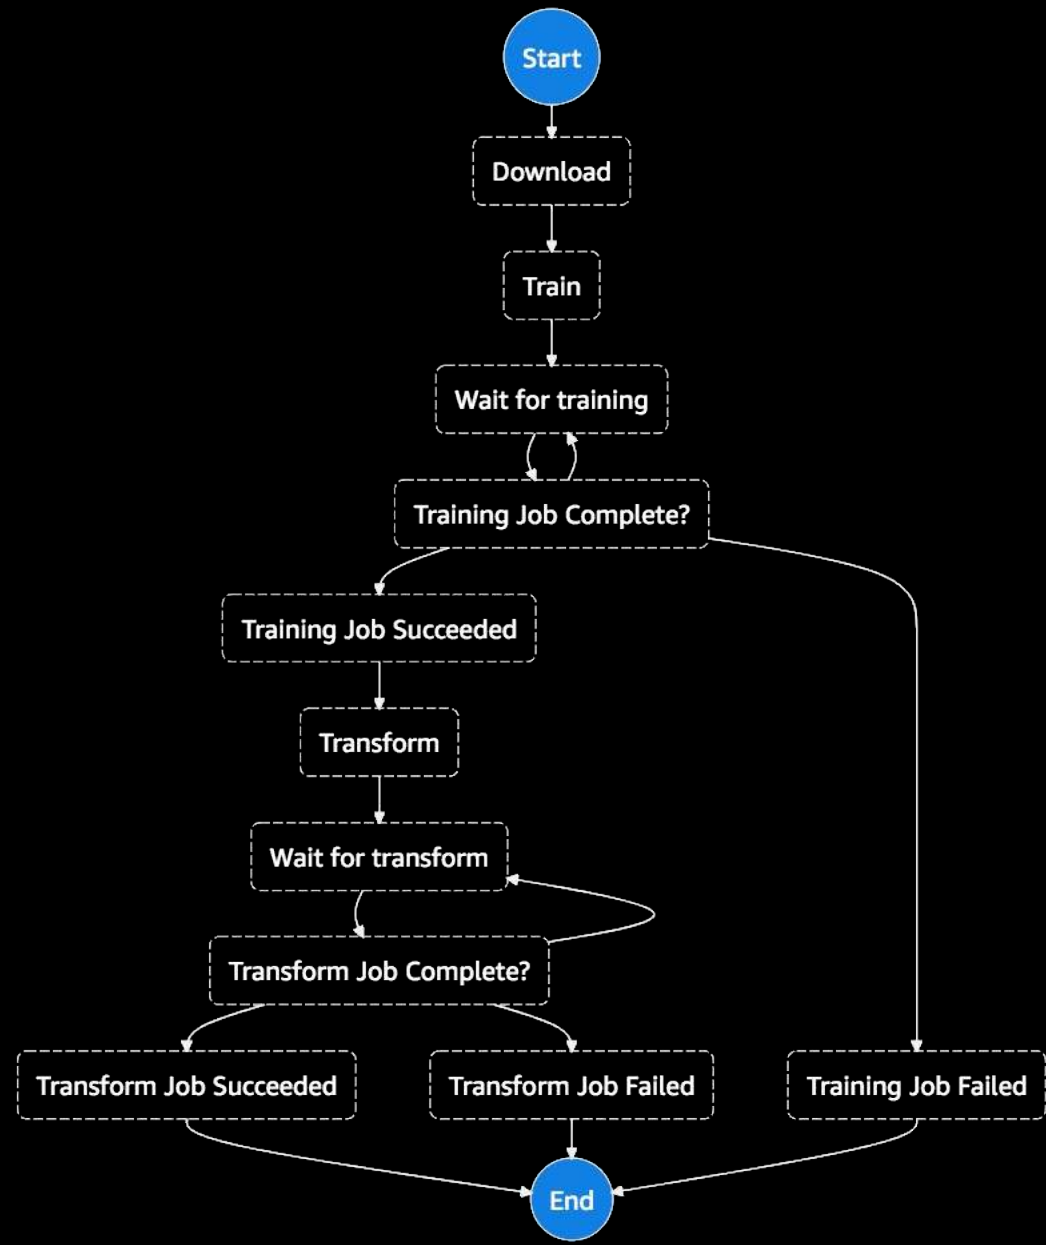 Start
Download
Train
Wait for training
Training Job Complete?
Training Job Succeeded
Transform
Wait for transform
Transform Job Complete?
Transform Job Succeeded
Transform Job Failed
Training Job Failed
End